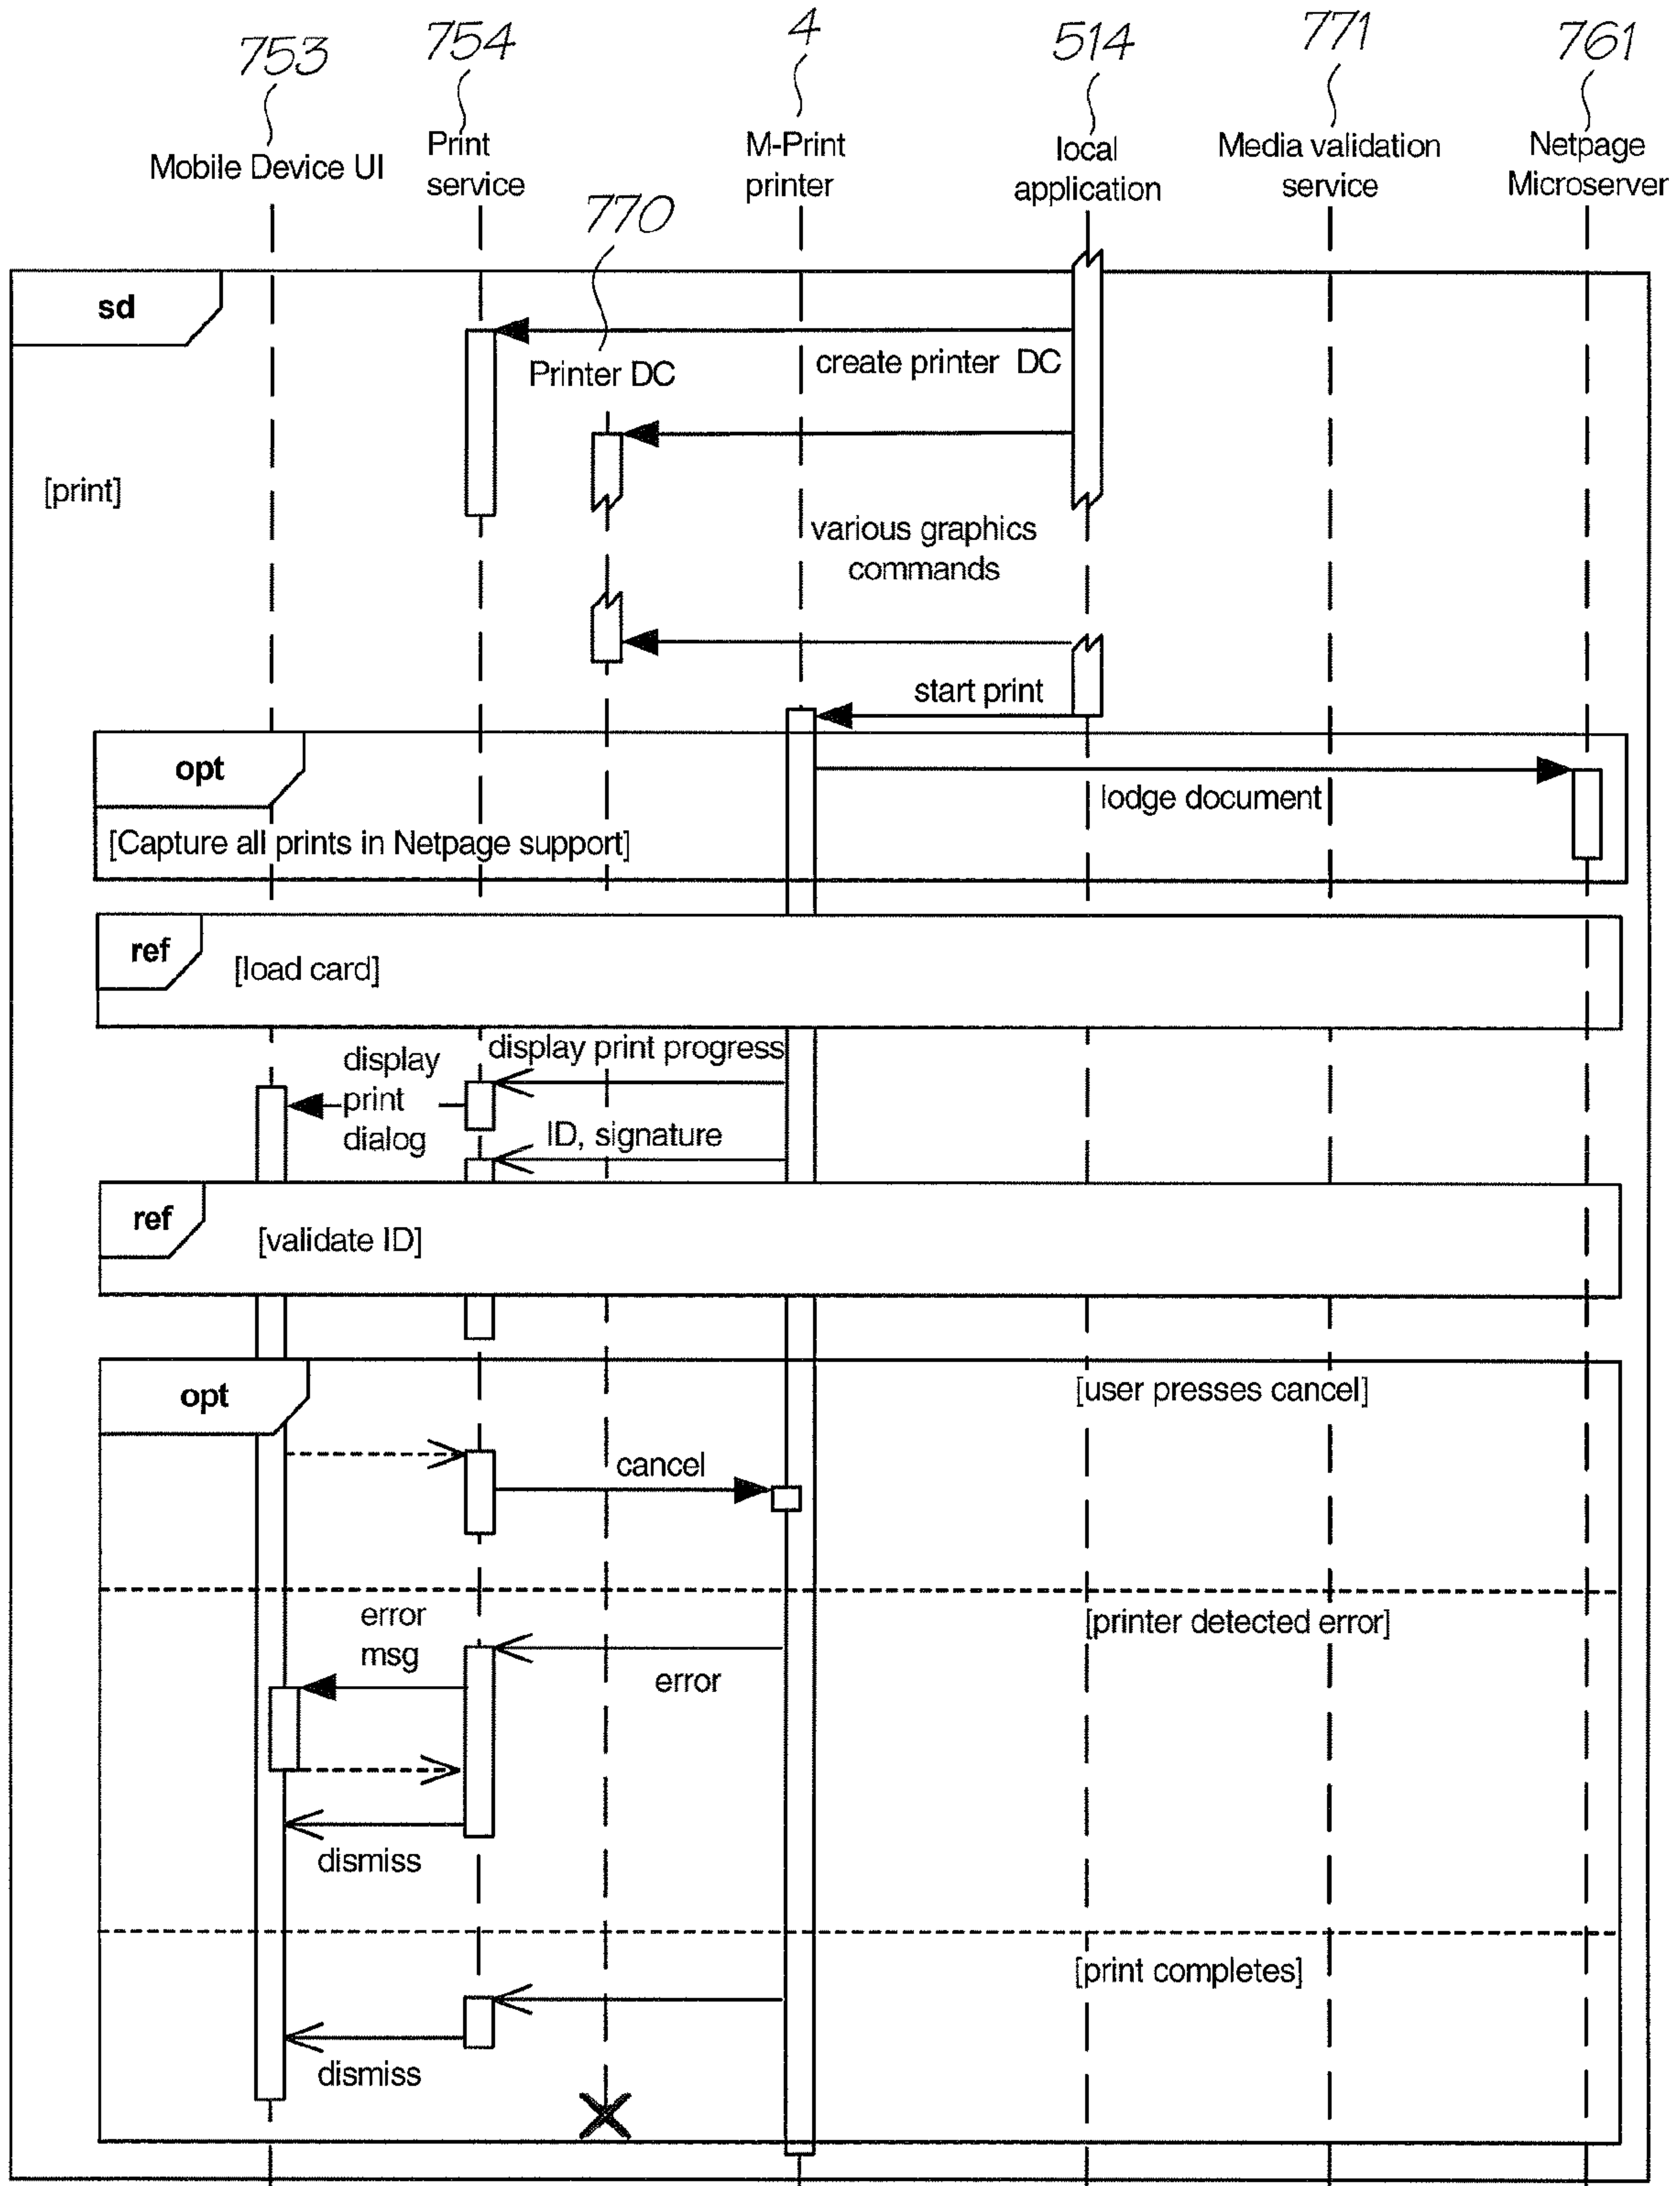 753
754
4
514
771
761
Mobile Device UI
Print
service
M-Print
printer
local
application
Media validation
service
Netpage
Microserver
770
sd
Printer DC
create printer DC
[print]
various graphics
commands
start print
opt
lodge document
[Capture all prints in Netpage support]
ref
[load card]
display print progress
display
print
dialog
ID, signature
ref
[validate ID]
opt
[user presses cancel]
cancel
[printer detected error]
error
msg
error
dismiss
[print completes]
dismiss